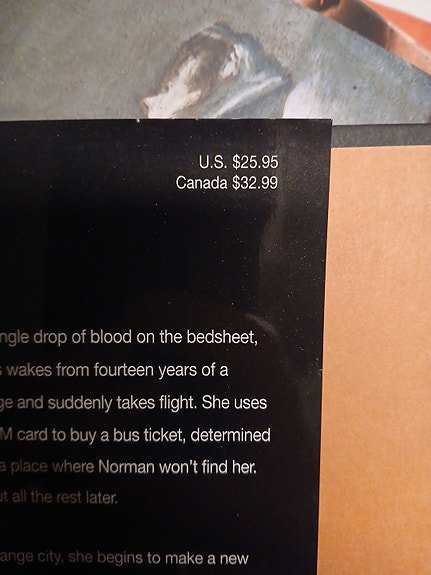 U.S. $25.95
Canada $32.99
ngle drop of blood on the bedsheet,
s wakes from fourteen years of a
ge and suddenly takes flight. She uses
M card to buy a bus ticket, determined
a place where Norman won't find her.
ut all the rest later.
ange city, she begins to make a new